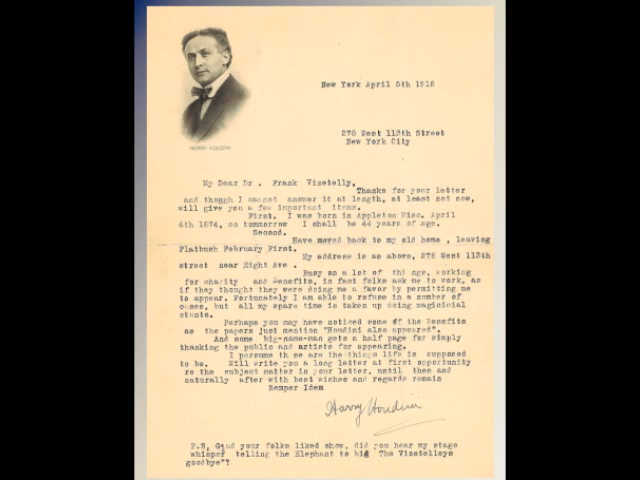 HARRY HOUDINI
New York April 5th 1918
278 West 113th Street
New York City
My Dear Dr . Frank Vizetelly,
Thanks for your letter
and though I cannot answer it at length, at least not now,
will give you a few important items.
First. I was born in Appleton Wisc. April
6th 1874, so tomorrow I shall be 44 years of age.
Second.
Have moved back to my old home , leaving
Flatbush February First.
My address is as above, 278 West 113th
street near Eight Ave .
Busy on a lot of thi age, working
for charity and Benefits, in fact folks ask me to work, as
if they thought they were doing me a favor by permiting me
to appear. Fortunately I am able to refuse in a number of
cases, but all my spare time is taken up doing magicicial
stunts.
Perhaps you may have noticed some of the Benefits
as the papers just mention "Houdini also appeared".
And some big-name-man gets a half page for simply
thanking the public and artists for appearing.
I persume these are the things life is supposed
to be. Will write you a long letter at first opportunity
re the subject matter in your letter, until then and
naturally after with best wishes and regards remain
Semper Idem
Harry Houdini
P.S, Glad your folks liked show, did you hear my stage
whisper telling the Elephant to big The Vizetelleys
goodbye"?